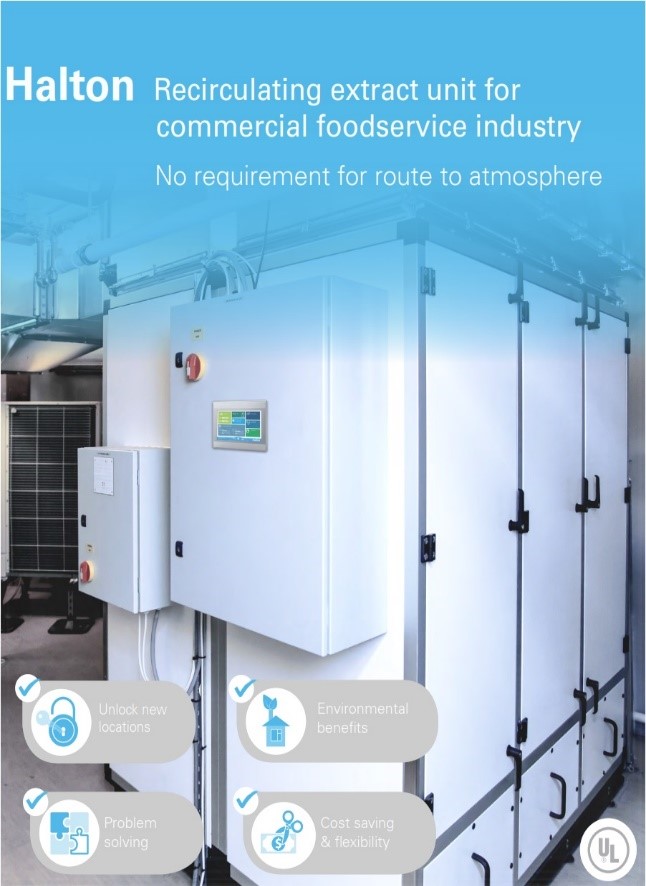 Halton Recirculating extract unit for
commercial foodservice industry
No requirement for route to atmosphere
Unlock new
locations
Environmental
benefits
Problem
solving
Cost saving
& flexibility
UL